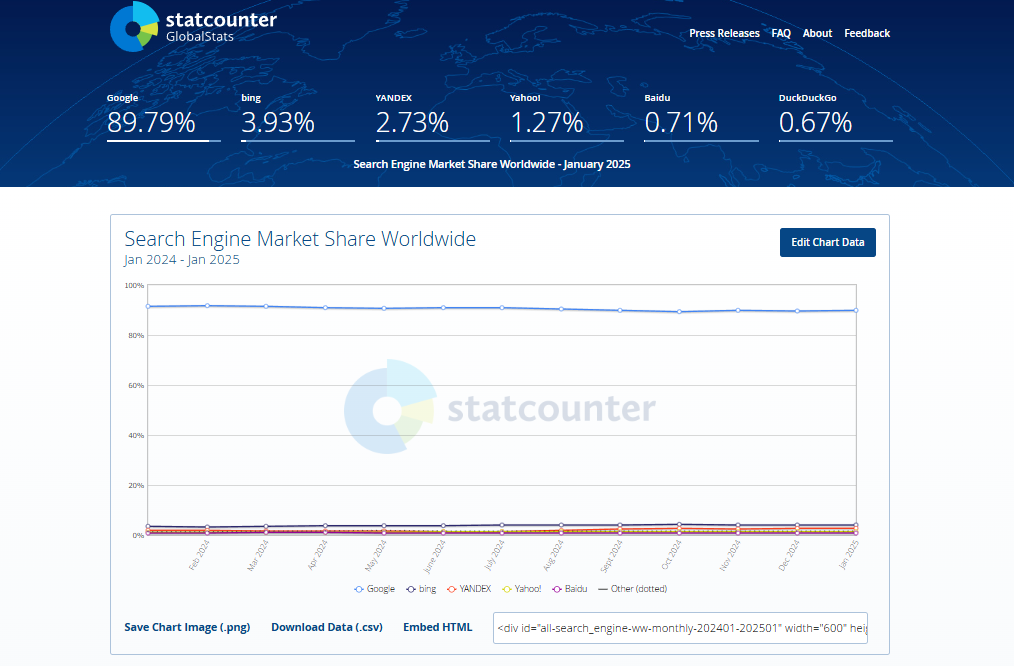 statcounter
GlobalStats
Press Releases FAQ About Feedback
Google bing YANDEX Yahoo! Baidu DuckDuckGo
89.79% 3.93% 2.73% 1.27% 0.71% 0.67%
Search Engine Market Share Worldwide - January 2025
Search Engine Market Share Worldwide
Jan 2024 - Jan 2025
Edit Chart Data
100%
80%
60%
statcounter
40%
20%
0%
Feb 2024 Mar 2024 Apr 2024 May 2024 June 2024 July 2024 Aug 2024 Sept 2024 Oct 2024 Nov 2024 Dec 2024 Jan 2025
Google bing YANDEX Yahoo! Baidu Other (dotted)
Save Chart Image (.png) Download Data (.csv) Embed HTML <div id="all-search_engine-ww-monthly-202401-202501" width="600" hei